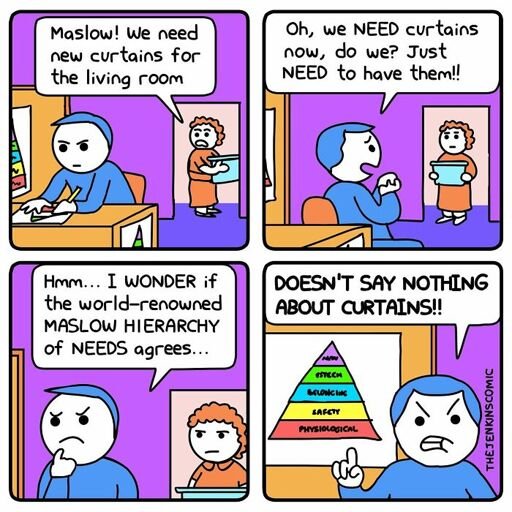 Maslow! We need
new curtains for
the living room
Oh, we NEED curtains
now, do we? Just
NEED to have them!!
Hmm... I WONDER if
the world-renowned
MASLOW HIERARCHY
of NEEDS agrees...
DOESN'T SAY NOTHING
ABOUT CURTAINS!!
ESTEEM
BELONGING
SAFETY
PHYSIOLOGICAL
THEJENKINSCOMIC